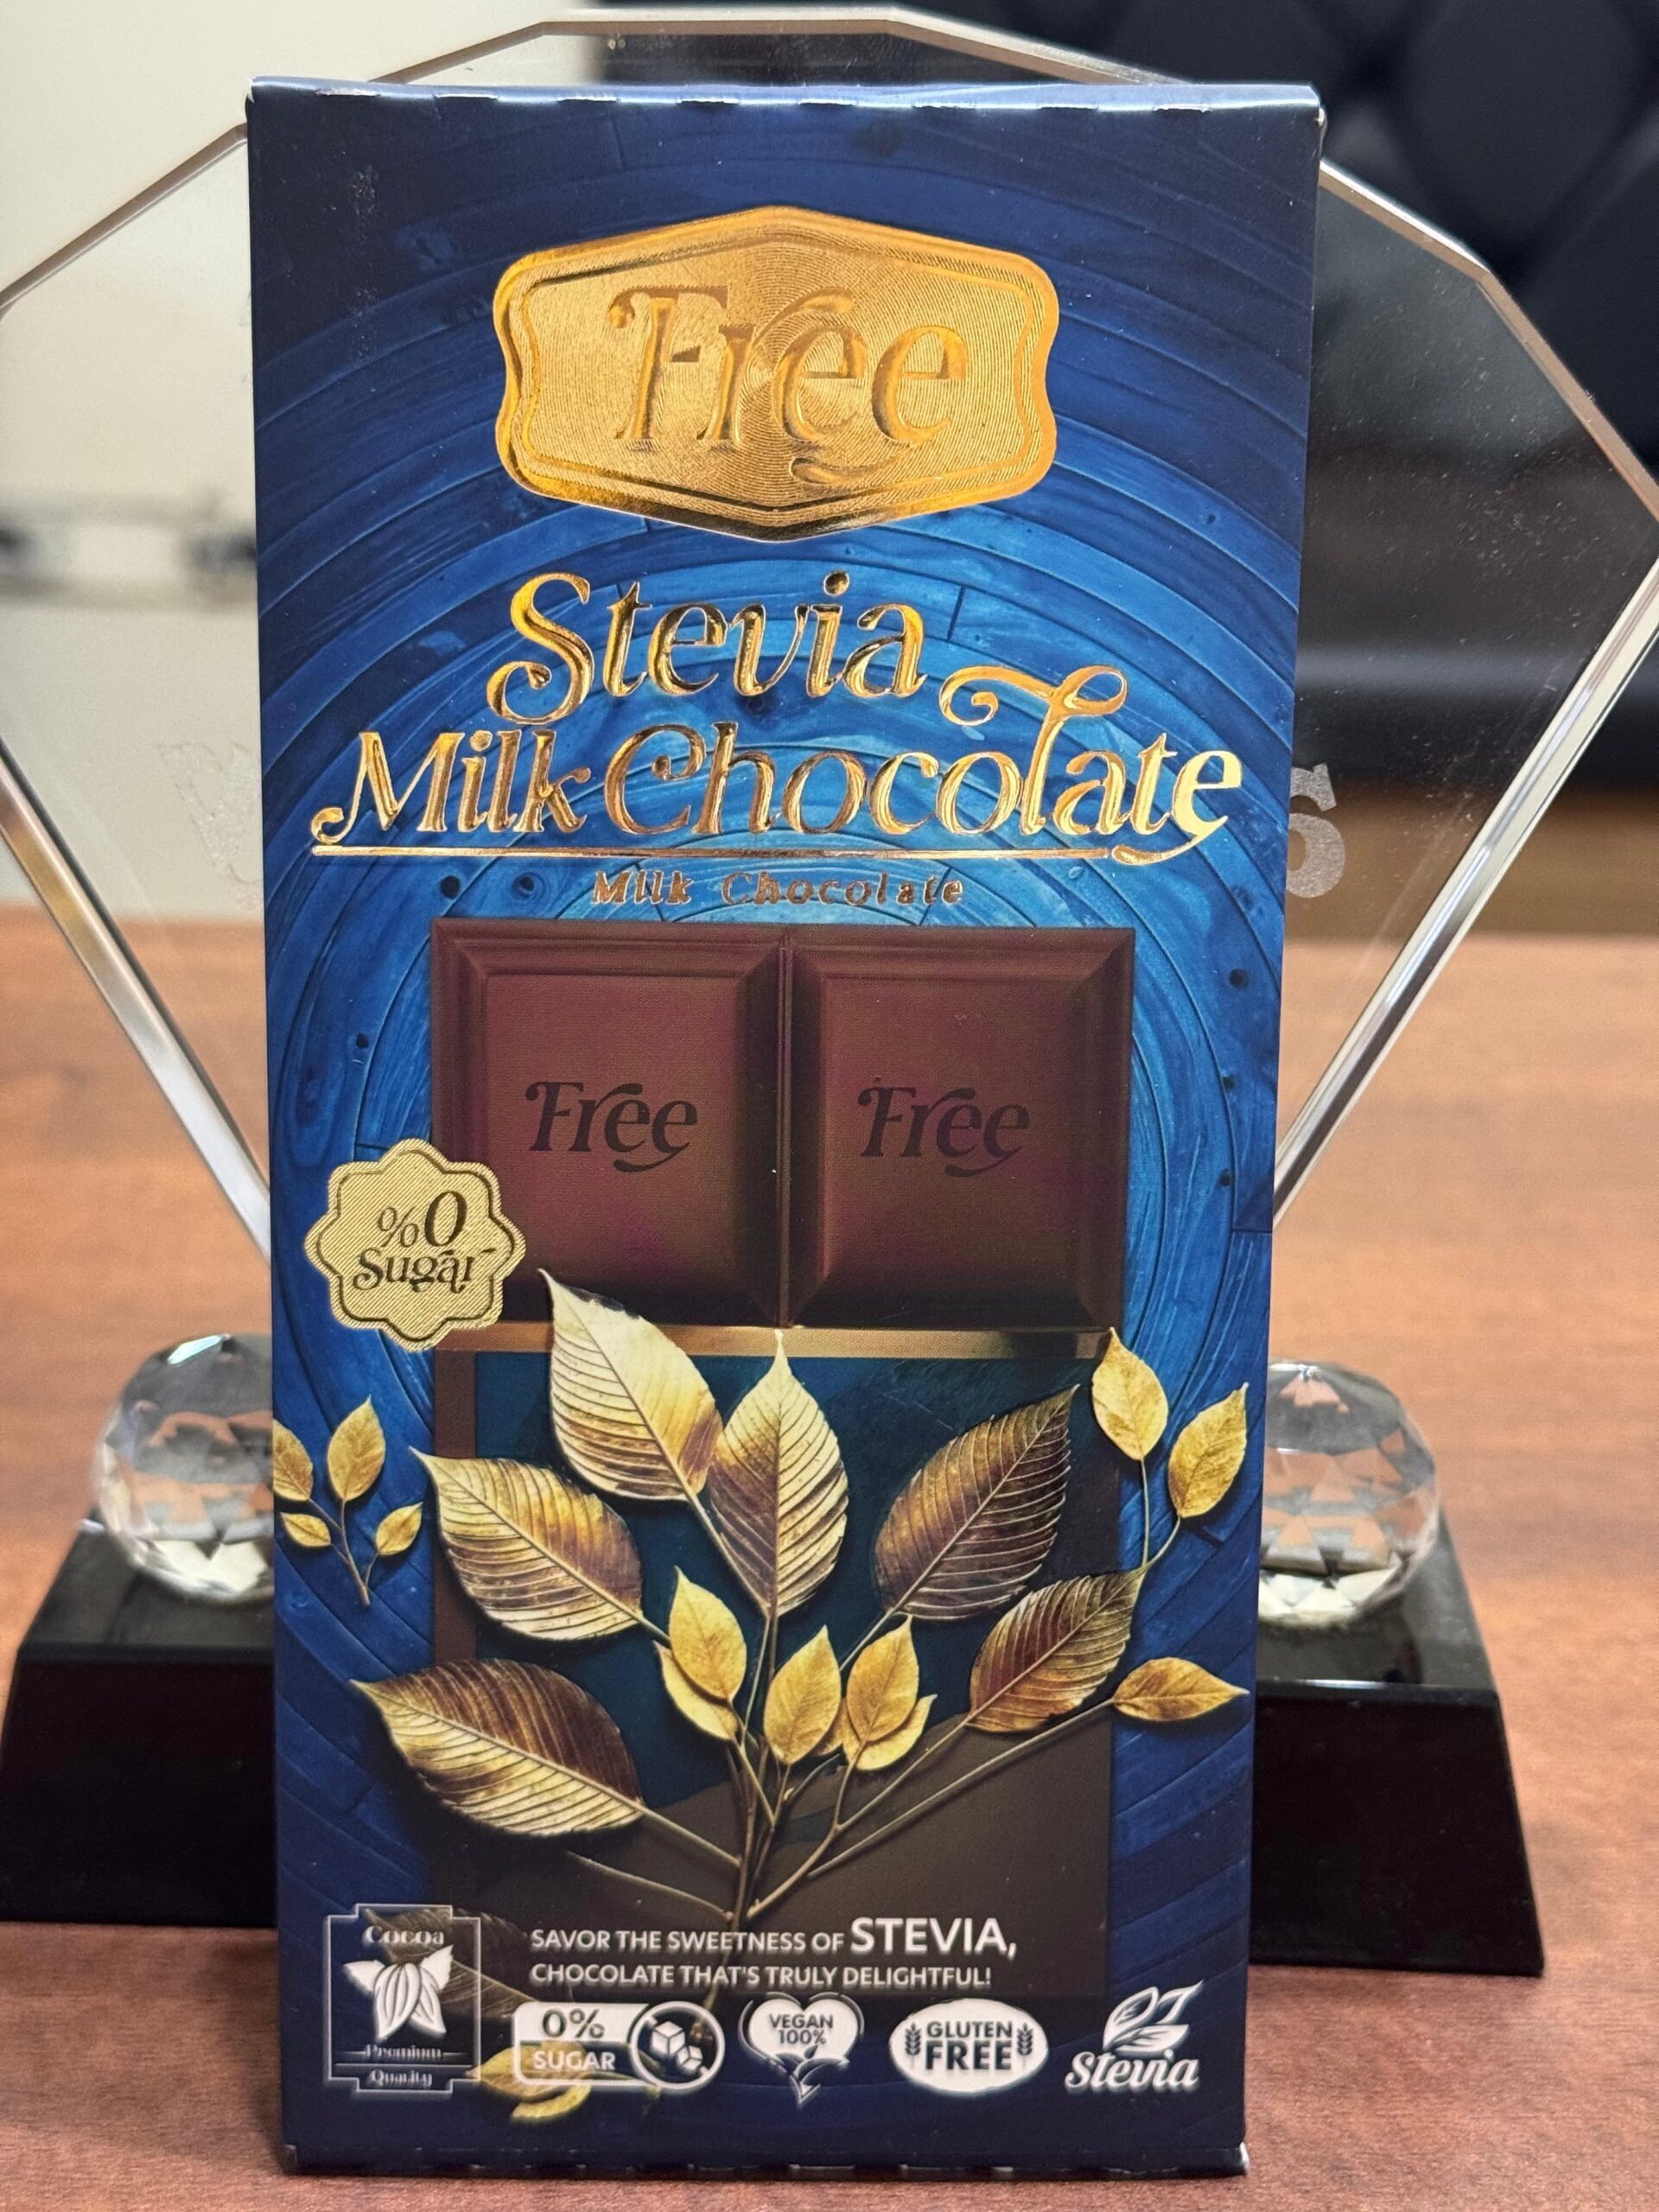 Free
Stevia
Milk Chocolate
Milk Chocolate
Free Free
%0
Sugar
Cocoa
Premium
Quality
SAVOR THE SWEETNESS OF STEVIA,
CHOCOLATE THAT'S TRULY DELIGHTFUL!
0%
SUGAR
VEGAN
100%
GLUTEN
FREE
Stevia